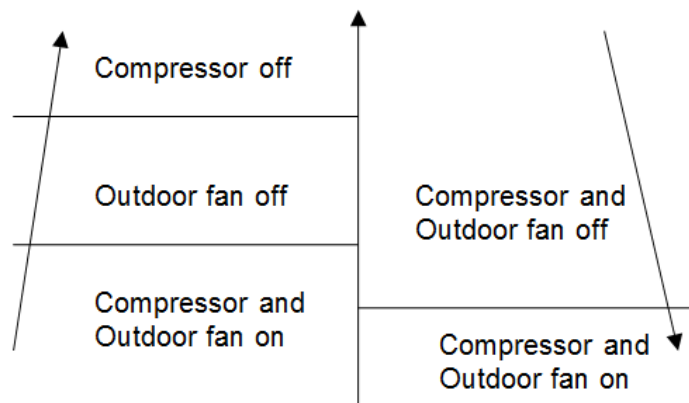 Compressor off
Outdoor fan off
Compressor and
Outdoor fan on
Compressor and
Outdoor fan off
Compressor and
Outdoor fan on